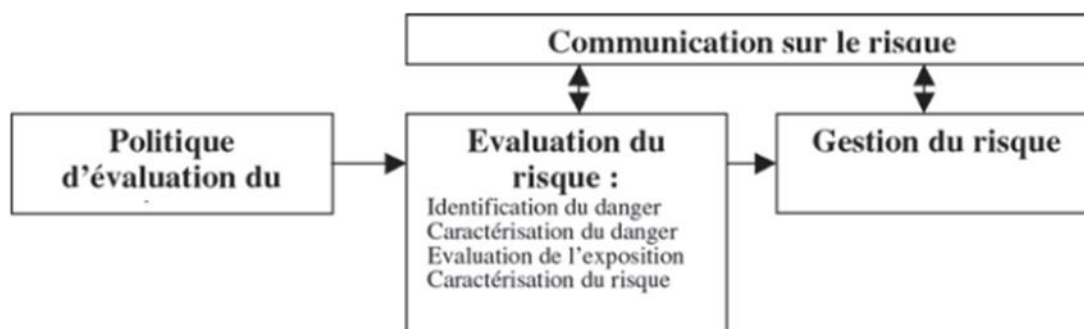 Communication sur le risque
Politique
d'évaluation du
Evaluation du
risque :
Identification du danger
Caractérisation du danger
Evaluation de l'exposition
Caractérisation du risque
Gestion du risque